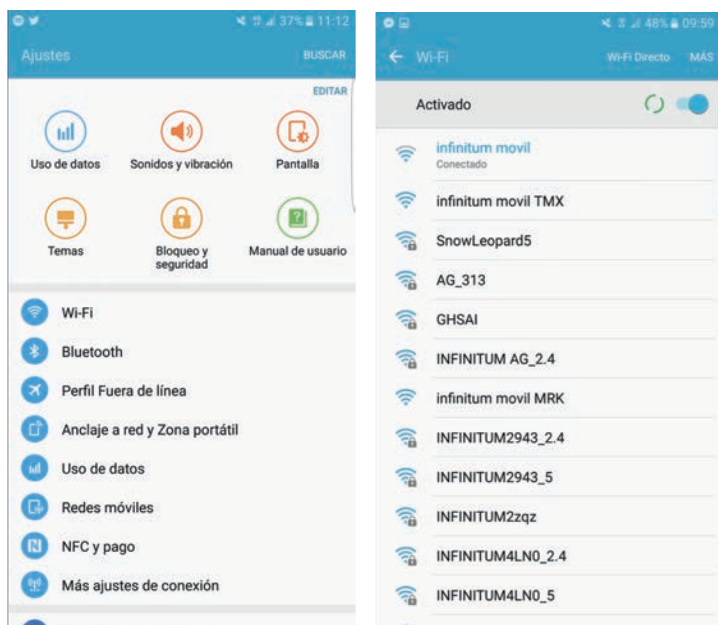 37% 11:12
Ajustes
BUSCAR
EDITAR
Uso de datos
Sonidos y vibración
Pantalla
Temas
Bloqueo y
seguridad
Manual de usuario
Wi-Fi
Bluetooth
Perfil Fuera de línea
Anclaje a red y Zona portátil
Uso de datos
Redes móviles
NFC y pago
Más ajustes de conexión
48% 09:59
Wi-Fi
Wi-Fi Directo
MÁS
Activado
infinitum movil
Conectado
infinitum movil TMX
SnowLeopard5
AG_313
GHSAI
INFINITUM AG_2.4
infinitum movil MRK
INFINITUM2943_2.4
INFINITUM2943_5
INFINITUM2zqz
INFINITUM4LN0_2.4
INFINITUM4LN0_5